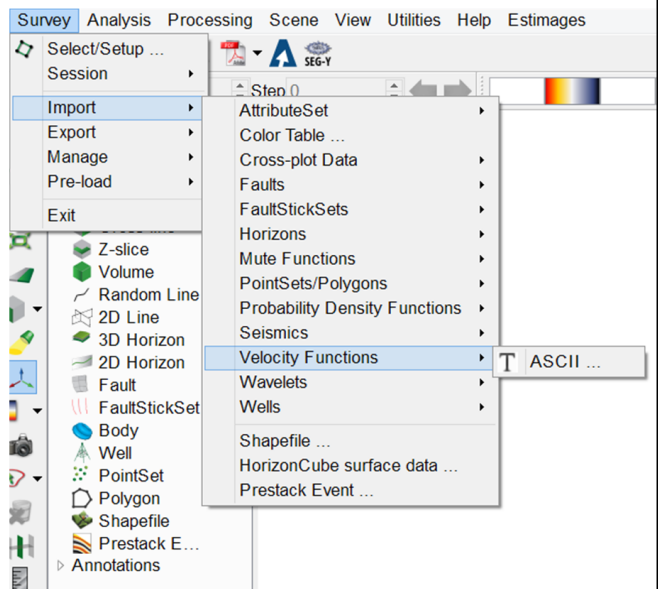 Survey Analysis Processing Scene View Utilities Help Estimages
Select/Setup ...
Session
PDF
SEG-Y
Step 0
Import
Export
Manage
Pre-load
Exit
AttributeSet
Color Table ...
Cross-plot Data
Faults
FaultStickSets
Horizons
Mute Functions
PointSets/Polygons
Probability Density Functions
Seismics
Velocity Functions
Wavelets
Wells
Shapefile ...
HorizonCube surface data ...
Prestack Event ...
T ASCII ...
Z-slice
Volume
Random Line
2D Line
3D Horizon
2D Horizon
Fault
FaultStickSet
Body
Well
PointSet
Polygon
Shapefile
Prestack E...
Annotations